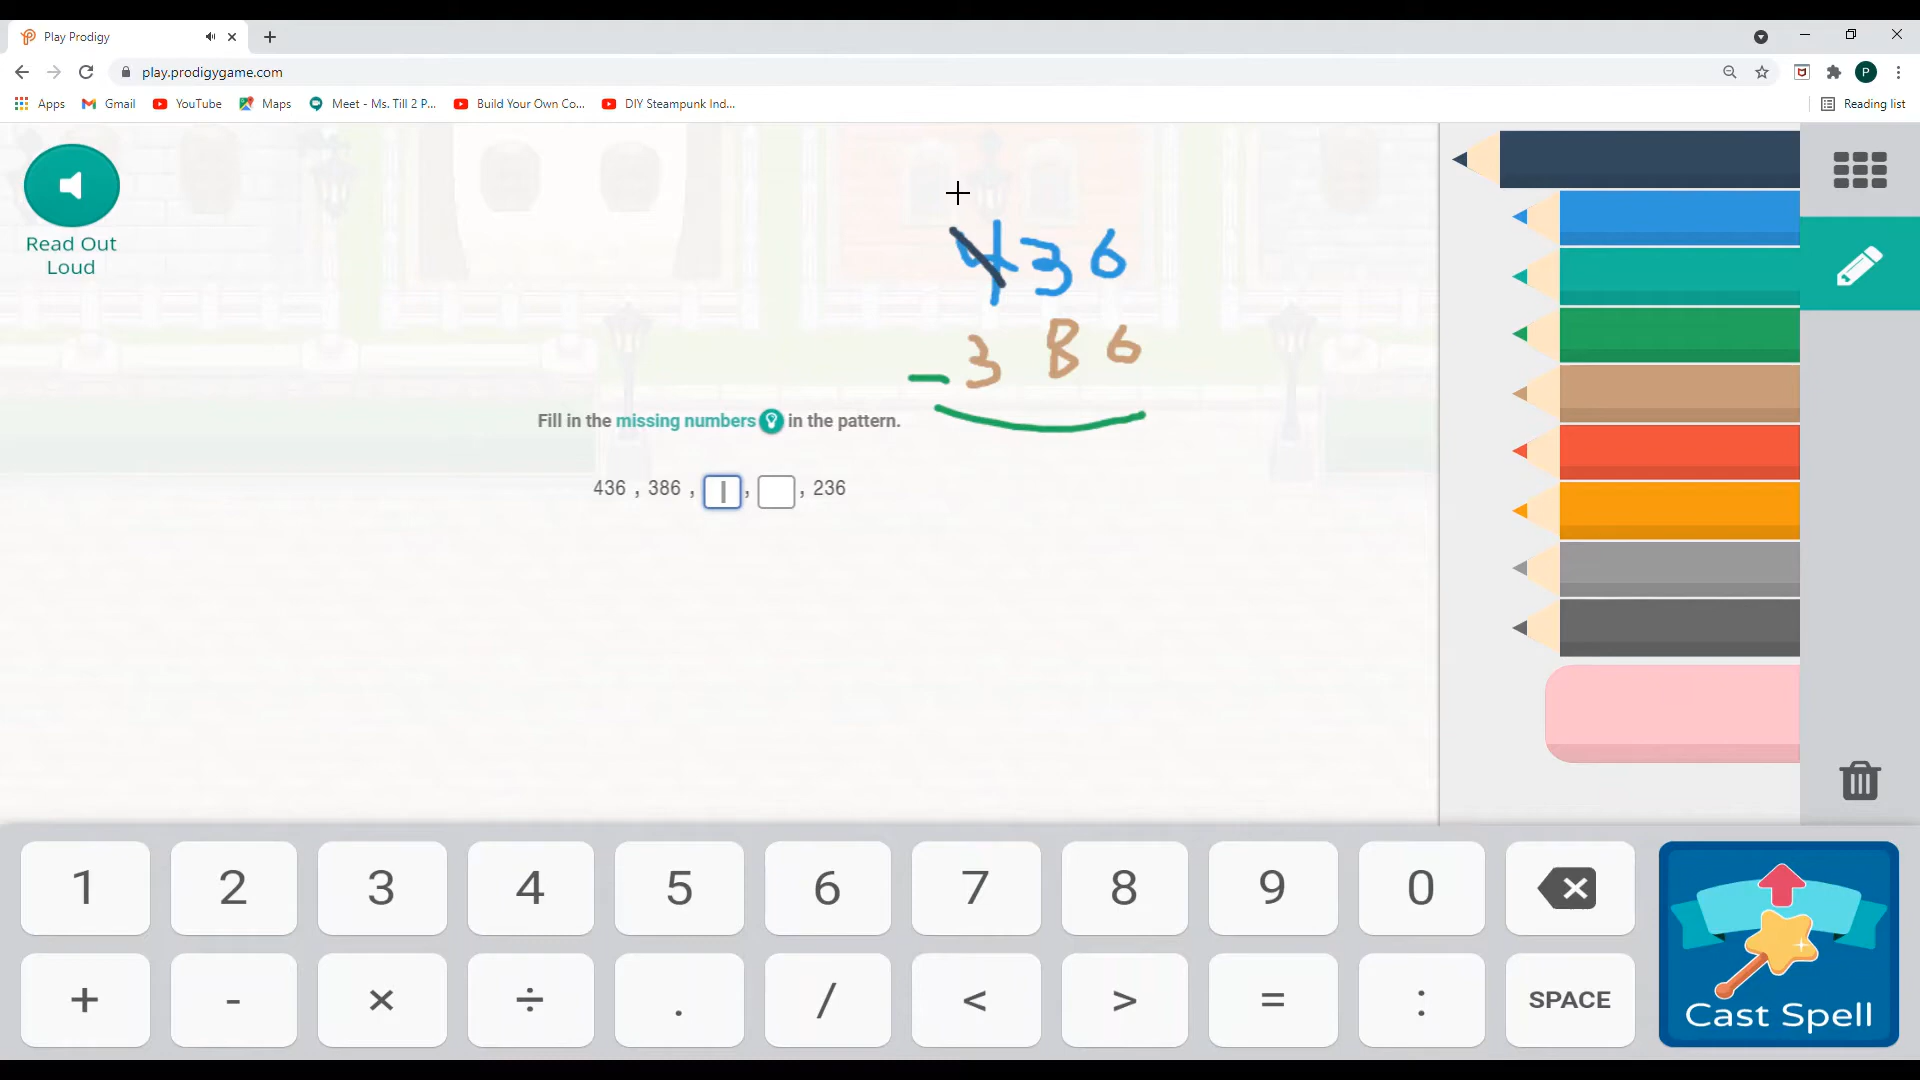 Play Prodigy
play.prodigygame.com
P
Apps
Gmail
YouTube
Maps
Meet - Ms. Till 2 P...
Build Your Own Co...
DIY Steampunk Ind...
Reading list
Read Out
Loud
436
- 386
Fill in the missing numbers in the pattern.
436 , 386 , , , 236
1 2 3 4 5 6 7 8 9 0
+ - × ÷ . / < > = : SPACE
Cast Spell